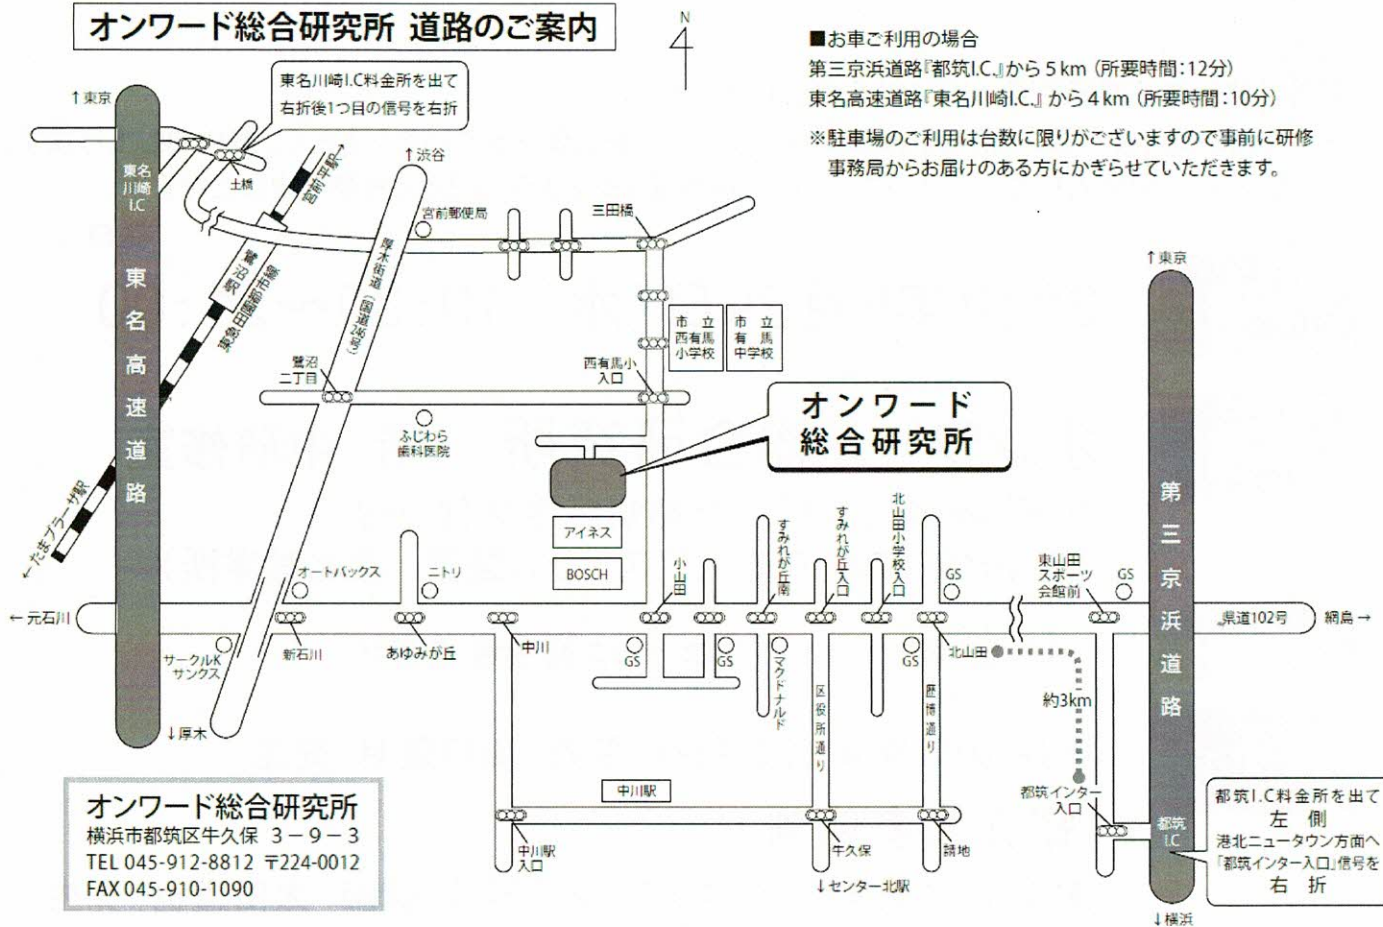 オンワード総合研究所 道路のご案内
N
■お車ご利用の場合
第三京浜道路『都筑I.C.』から5km（所要時間：12分）
東名高速道路『東名川崎I.C.』から4km（所要時間：10分）
※駐車場のご利用は台数に限りがございますので事前に研修
事務局からお届けのある方にかぎらせていただきます。
東名川崎I.C料金所を出て
右折後1つ目の信号を右折
↑東京
東名
川崎
I.C
東名高速道路
土橋
宮前平駅→
鷺沼駅
東急田園都市線
←たまプラーザ駅
↑渋谷
宮前郵便局
厚木街道（国道246号）
三田橋
市立
西有馬
小学校
市立
有馬
中学校
鷺沼
二丁目
西有馬小
入口
ふじわら
歯科医院
オンワード
総合研究所
アイネス
BOSCH
↑東京
第三京浜道路
オートバックス
ニトリ
小山田
すみれが丘南
すみれが丘入口
北山田小学校入口
GS
東山田
スポーツ
会館前
GS
←元石川
県道102号
綱島→
サークルK
サンクス
新石川
あゆみが丘
中川
GS
GS
マクドナルド
GS
北山田
区役所通り
歴博通り
約3km
↓厚木
中川駅
都筑インター
入口
都筑
I.C
中川駅
入口
牛久保
請地
↓センター北駅
↓横浜
都筑I.C料金所を出て
左側
港北ニュータウン方面へ
「都筑インター入口」信号を
右折
オンワード総合研究所
横浜市都筑区牛久保 3－9－3
TEL 045-912-8812 〒224-0012
FAX 045-910-1090